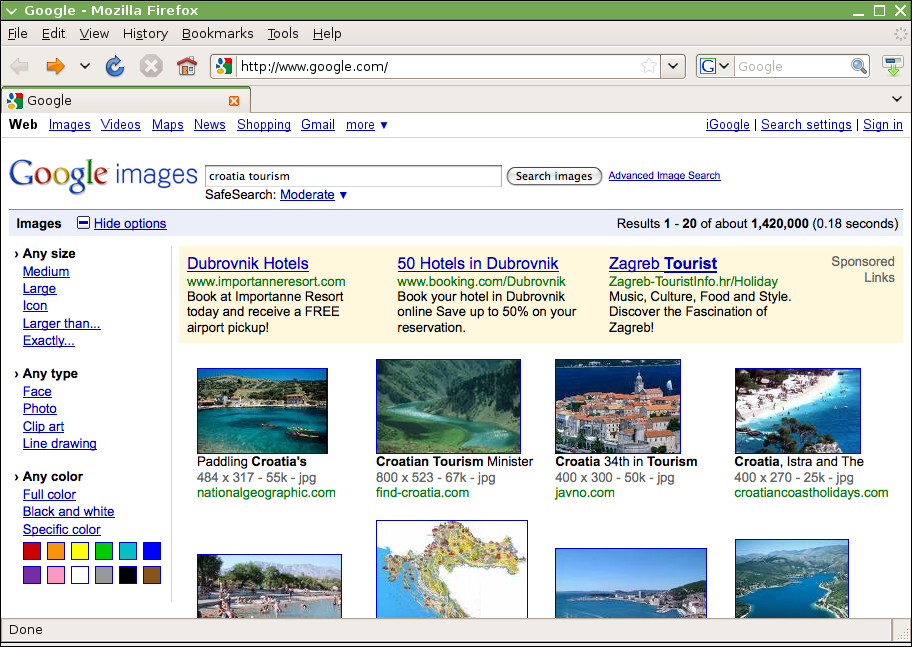 Google - Mozilla Firefox
File Edit View History Bookmarks Tools Help
http://www.google.com/
G Google
Google
Web Images Videos Maps News Shopping Gmail more ▼ iGoogle | Search settings | Sign in
Google images croatia tourism Search images Advanced Image Search
SafeSearch: Moderate ▼
Images Hide options Results 1 - 20 of about 1,420,000 (0.18 seconds)
› Any size
Medium
Large
Icon
Larger than...
Exactly...
› Any type
Face
Photo
Clip art
Line drawing
› Any color
Full color
Black and white
Specific color
Dubrovnik Hotels
www.importanneresort.com
Book at Importanne Resort
today and receive a FREE
airport pickup!
50 Hotels in Dubrovnik
www.booking.com/Dubrovnik
Book your hotel in Dubrovnik
online Save up to 50% on your
reservation.
Zagreb Tourist
Zagreb-TouristInfo.hr/Holiday
Music, Culture, Food and Style.
Discover the Fascination of
Zagreb!
Sponsored
Links
Paddling Croatia's
484 x 317 - 55k - jpg
nationalgeographic.com
Croatian Tourism Minister
800 x 523 - 67k - jpg
find-croatia.com
Croatia 34th in Tourism
400 x 300 - 50k - jpg
javno.com
Croatia, Istra and The
400 x 270 - 25k - jpg
croatiancoastholidays.com
Done